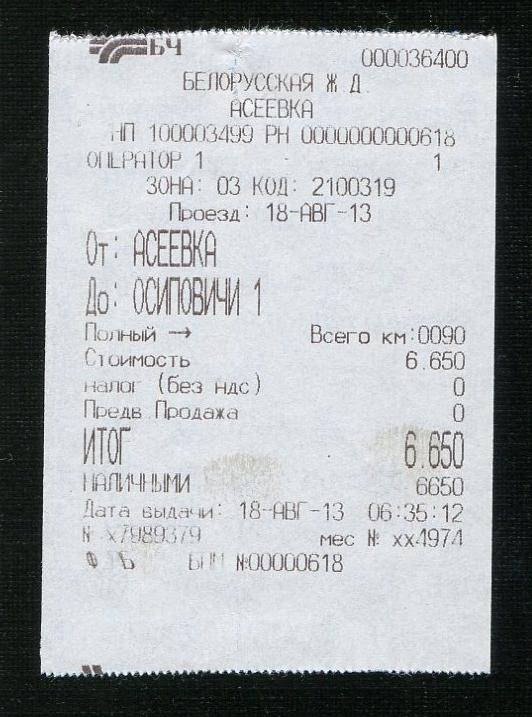 БЧ 000036400
БЕЛОРУССКАЯ Ж.Д.
АСЕЕВКА
НП 100003499 РН 0000000000618
ОПЕРАТОР 1 1
ЗОНА: 03 КОД: 2100319
Проезд: 18-АВГ-13
От: АСЕЕВКА
До: ОСИПОВИЧИ 1
Полный → Всего км:0090
Стоимость 6.650
налог (без ндс) 0
Предв.Продажа 0
ИТОГ 6.650
НАЛИЧНЫМИ 6650
Дата выдачи: 18-АВГ-13 06:35:12
№ x7989379 мес № xx4974
№00000618